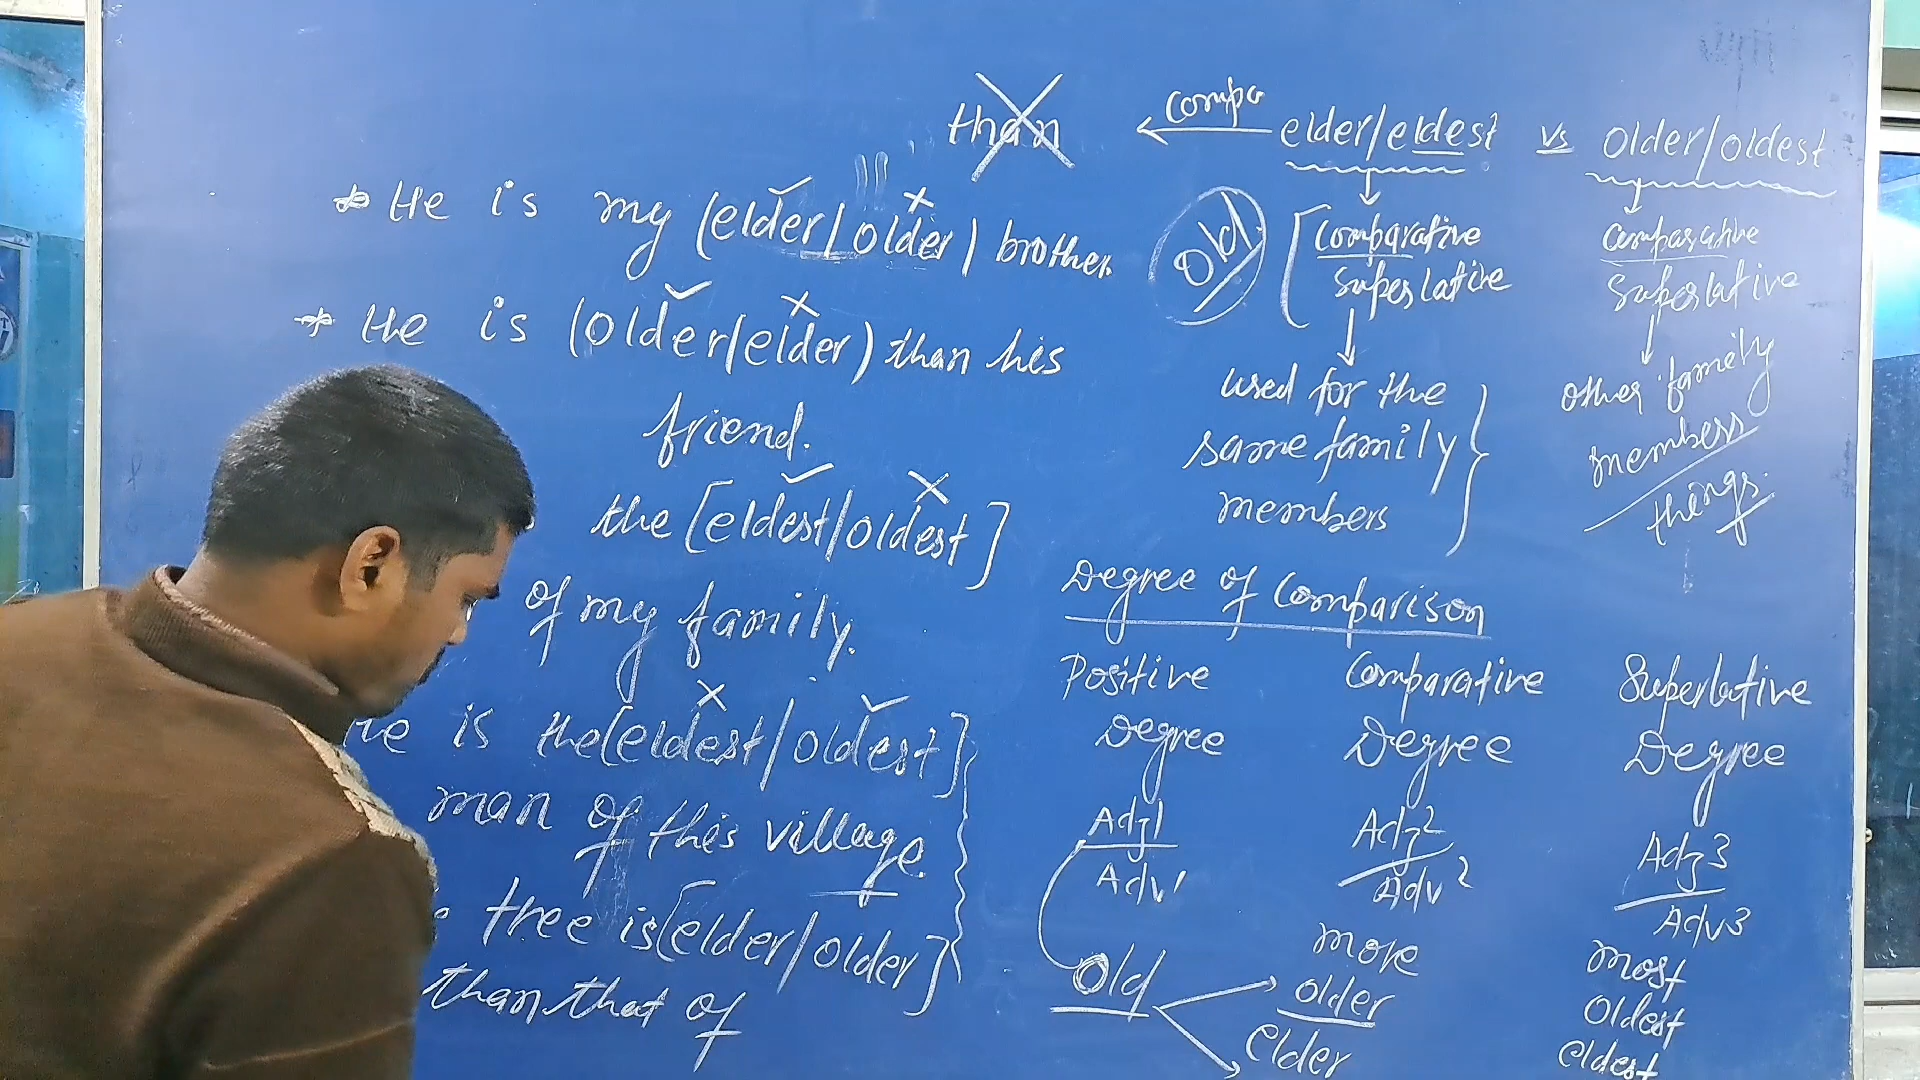 than
compa
elder/eldest vs older/oldest
* He is my (elder/older) brother.
old
Comparative
Superlative
Comparative
Superlative
* He is (older/elder) than his
friend.
used for the
same family
members
other family
members
things.
the [eldest/oldest]
of my family.
Degree of Comparison
Positive Comparative Superlative
Degree Degree Degree
is the [eldest/oldest]
man of this village.
Adj1 Adj2 Adj3
Adv1 Adv2 Adv3
tree is [elder/older]
than that of
more most
old older oldest
elder eldest